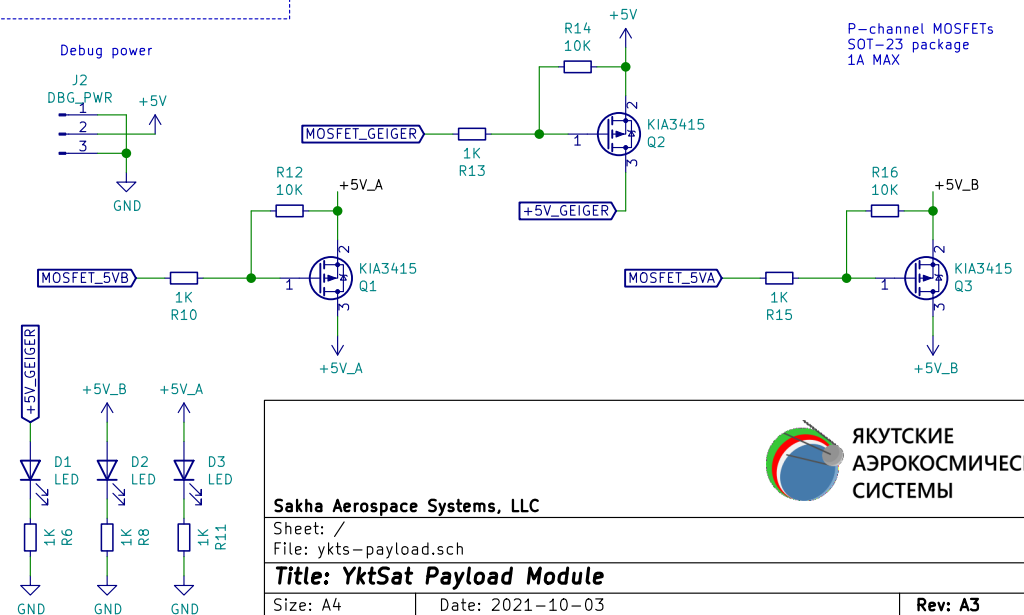 Debug power
J2
DBG_PWR
1
2
3
+5V
GND
R14
10K
+5V
MOSFET_GEIGER
1K
R13
1
2
3
KIA3415
Q2
+5V_GEIGER
P-channel MOSFETs
SOT-23 package
1A MAX
R12
10K
+5V_A
MOSFET_5VB
1K
R10
1
2
3
KIA3415
Q1
+5V_A
R16
10K
+5V_B
MOSFET_5VA
1K
R15
1
2
3
KIA3415
Q3
+5V_B
+5V_GEIGER
D1
LED
1K
R6
GND
+5V_B
D2
LED
1K
R8
GND
+5V_A
D3
LED
1K
R11
GND
ЯКУТСКИЕ
АЭРОКОСМИЧЕС
СИСТЕМЫ
Sakha Aerospace Systems, LLC
Sheet: /
File: ykts-payload.sch
Title: YktSat Payload Module
Size: A4
Date: 2021-10-03
Rev: A3